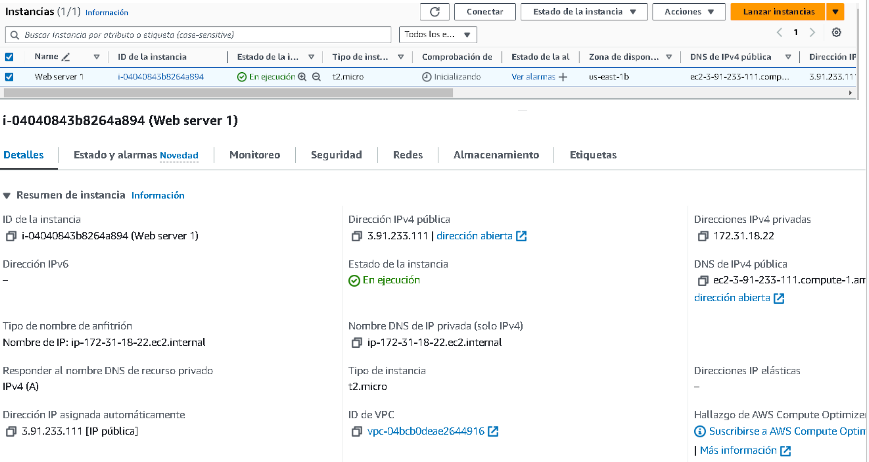 Instancias (1/1) Información
Conectar Estado de la instancia Acciones Lanzar instancias
Buscar Instancia por atributo o etiqueta (case-sensitive) Todos los e... 1
Name ID de la instancia Estado de la i... Tipo de inst... Comprobación de Estado de la al Zona de dispon... DNS de IPv4 pública Dirección IP
Web server 1 i-04040843b8264a894 En ejecución t2.micro Inicializando Ver alarmas us-east-1b ec2-3-91-233-111.comp... 3.91.233.111
i-04040843b8264a894 (Web server 1)
Detalles Estado y alarmas Novedad Monitoreo Seguridad Redes Almacenamiento Etiquetas
Resumen de instancia Información
ID de la instancia Dirección IPv4 pública Direcciones IPv4 privadas
i-04040843b8264a894 (Web server 1) 3.91.233.111 | dirección abierta 172.31.18.22
Dirección IPv6 Estado de la instancia DNS de IPv4 pública
– En ejecución ec2-3-91-233-111.compute-1.am
dirección abierta
Tipo de nombre de anfitrión Nombre DNS de IP privada (solo IPv4)
Nombre de IP: ip-172-31-18-22.ec2.internal ip-172-31-18-22.ec2.internal
Responder al nombre DNS de recurso privado Tipo de instancia Direcciones IP elásticas
IPv4 (A) t2.micro –
Dirección IP asignada automáticamente ID de VPC Hallazgo de AWS Compute Optimizer
3.91.233.111 [IP pública] vpc-04bcb0deae2644916 Suscribirse a AWS Compute Optim
| Más información